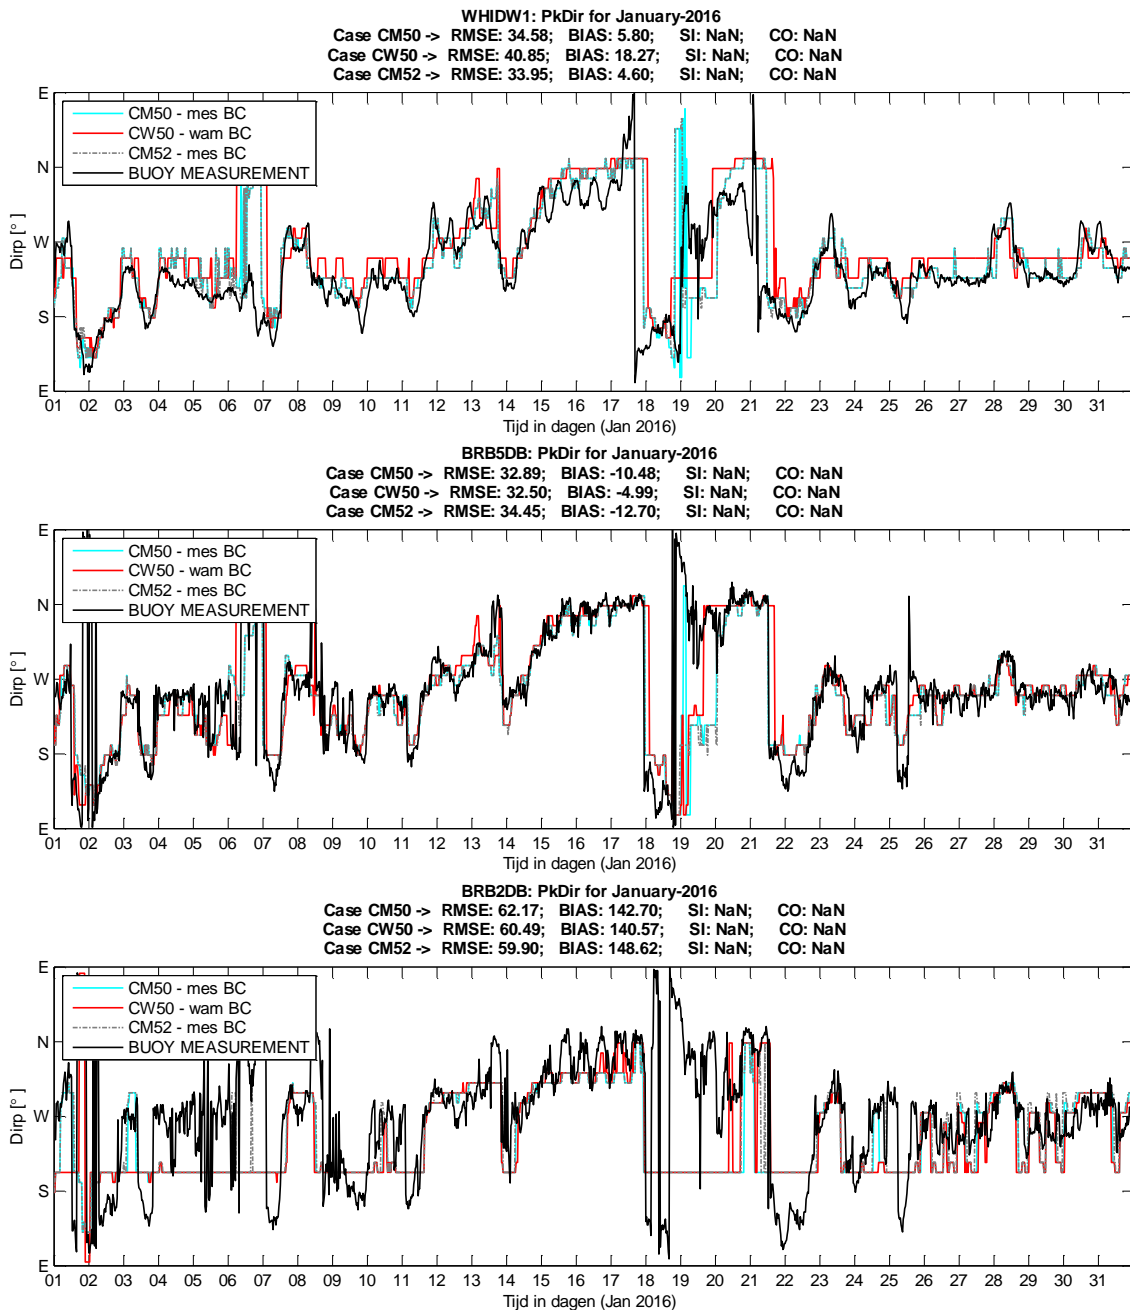 WHIDW1: PkDir for January-2016
Case CM50 -> RMSE: 34.58; BIAS: 5.80; SI: NaN; CO: NaN
Case CW50 -> RMSE: 40.85; BIAS: 18.27; SI: NaN; CO: NaN
Case CM52 -> RMSE: 33.95; BIAS: 4.60; SI: NaN; CO: NaN
E
CM50 - mes BC
CW50 - wam BC
CM52 - mes BC
BUOY MEASUREMENT
N
W
S
E
Dirp [°]
01 02 03 04 05 06 07 08 09 10 11 12 13 14 15 16 17 18 19 20 21 22 23 24 25 26 27 28 29 30 31
Tijd in dagen (Jan 2016)
BRB5DB: PkDir for January-2016
Case CM50 -> RMSE: 32.89; BIAS: -10.48; SI: NaN; CO: NaN
Case CW50 -> RMSE: 32.50; BIAS: -4.99; SI: NaN; CO: NaN
Case CM52 -> RMSE: 34.45; BIAS: -12.70; SI: NaN; CO: NaN
E
CM50 - mes BC
CW50 - wam BC
CM52 - mes BC
BUOY MEASUREMENT
N
W
S
E
Dirp [°]
01 02 03 04 05 06 07 08 09 10 11 12 13 14 15 16 17 18 19 20 21 22 23 24 25 26 27 28 29 30 31
Tijd in dagen (Jan 2016)
BRB2DB: PkDir for January-2016
Case CM50 -> RMSE: 62.17; BIAS: 142.70; SI: NaN; CO: NaN
Case CW50 -> RMSE: 60.49; BIAS: 140.57; SI: NaN; CO: NaN
Case CM52 -> RMSE: 59.90; BIAS: 148.62; SI: NaN; CO: NaN
E
CM50 - mes BC
CW50 - wam BC
CM52 - mes BC
BUOY MEASUREMENT
N
W
S
E
Dirp [°]
01 02 03 04 05 06 07 08 09 10 11 12 13 14 15 16 17 18 19 20 21 22 23 24 25 26 27 28 29 30 31
Tijd in dagen (Jan 2016)